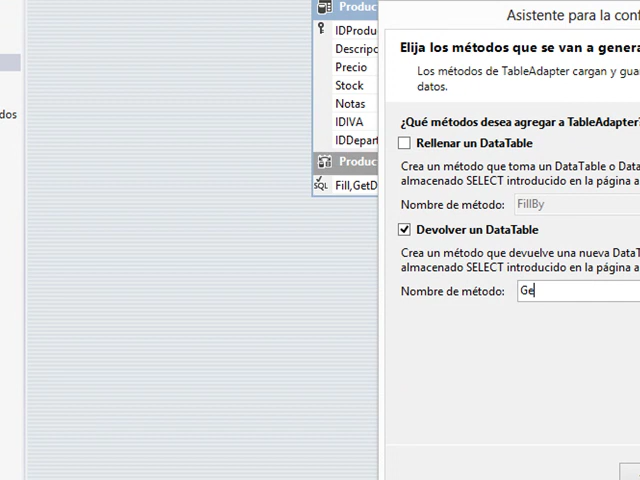 Produc
IDProdu
Descripc
Precio
Stock
Notas
IDIVA
IDDepart
Produc
SQL
Fill,GetD
dos
Asistente para la conf
Elija los métodos que se van a genera
Los métodos de TableAdapter cargan y gua
datos.
¿Qué métodos desea agregar a TableAdapter?
Rellenar un DataTable
Crea un método que toma un DataTable o Data
almacenado SELECT introducido en la página a
Nombre de método: FillBy
Devolver un DataTable
Crea un método que devuelve una nueva DataT
almacenado SELECT introducido en la página a
Nombre de método: Ge